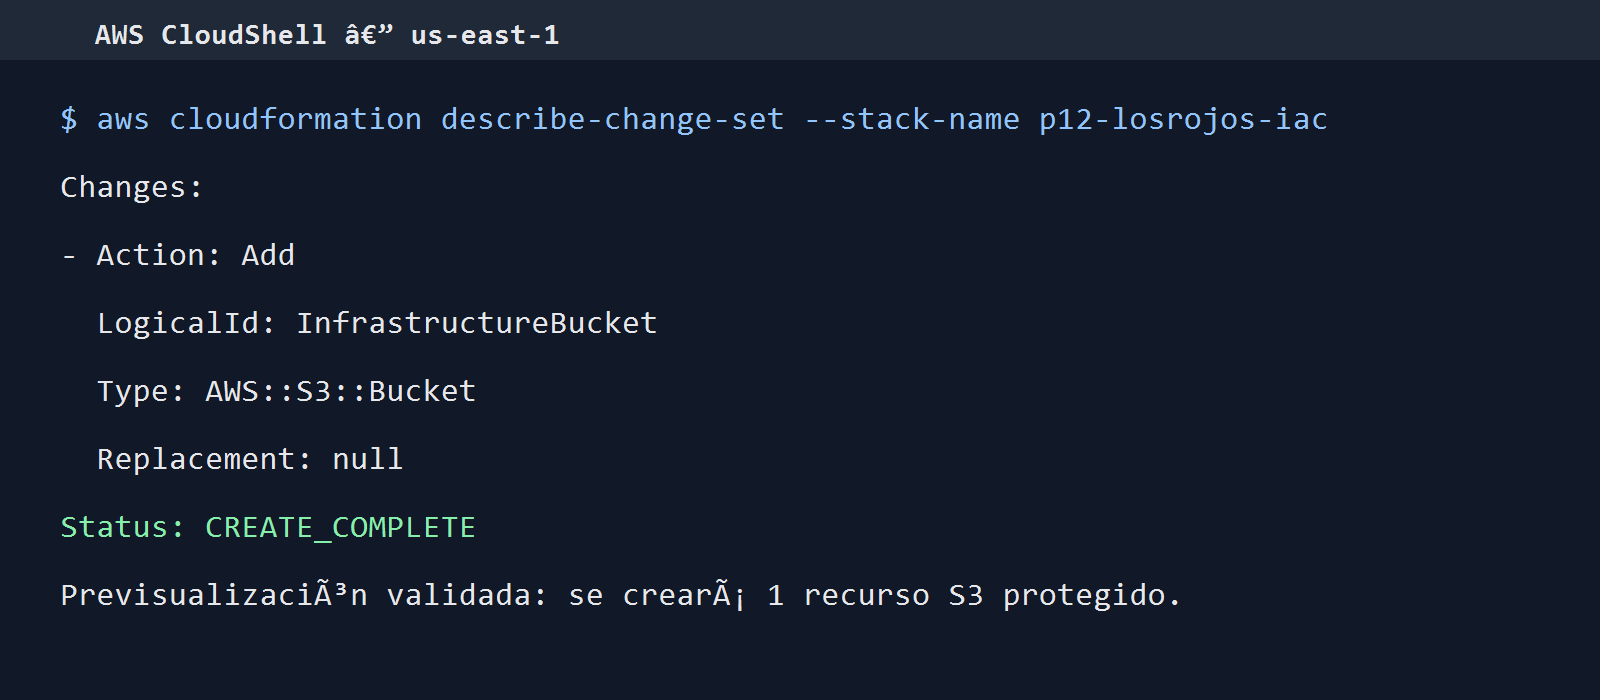 AWS CloudShell â€” us-east-1
$ aws cloudformation describe-change-set --stack-name p12-losrojos-iac
Changes:
- Action: Add
LogicalId: InfrastructureBucket
Type: AWS::S3::Bucket
Replacement: null
Status: CREATE_COMPLETE
PrevisualizaciÃ³n validada: se crearÃ¡ 1 recurso S3 protegido.